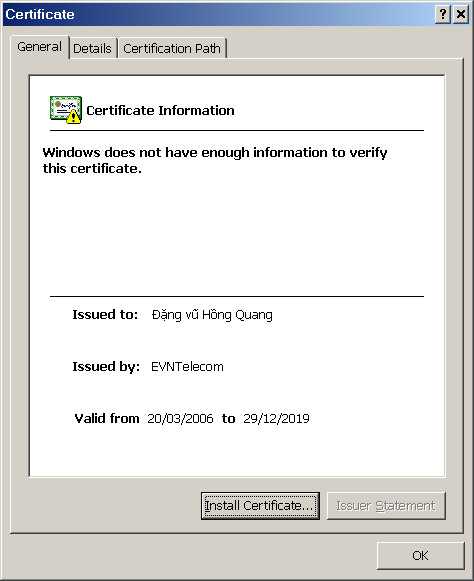 Certificate
General Details Certification Path
Certificate Information
Windows does not have enough information to verify
this certificate.
Issued to: Đặng vũ Hồng Quang
Issued by: EVNTelecom
Valid from 20/03/2006 to 29/12/2019
Install Certificate... Issuer Statement
OK